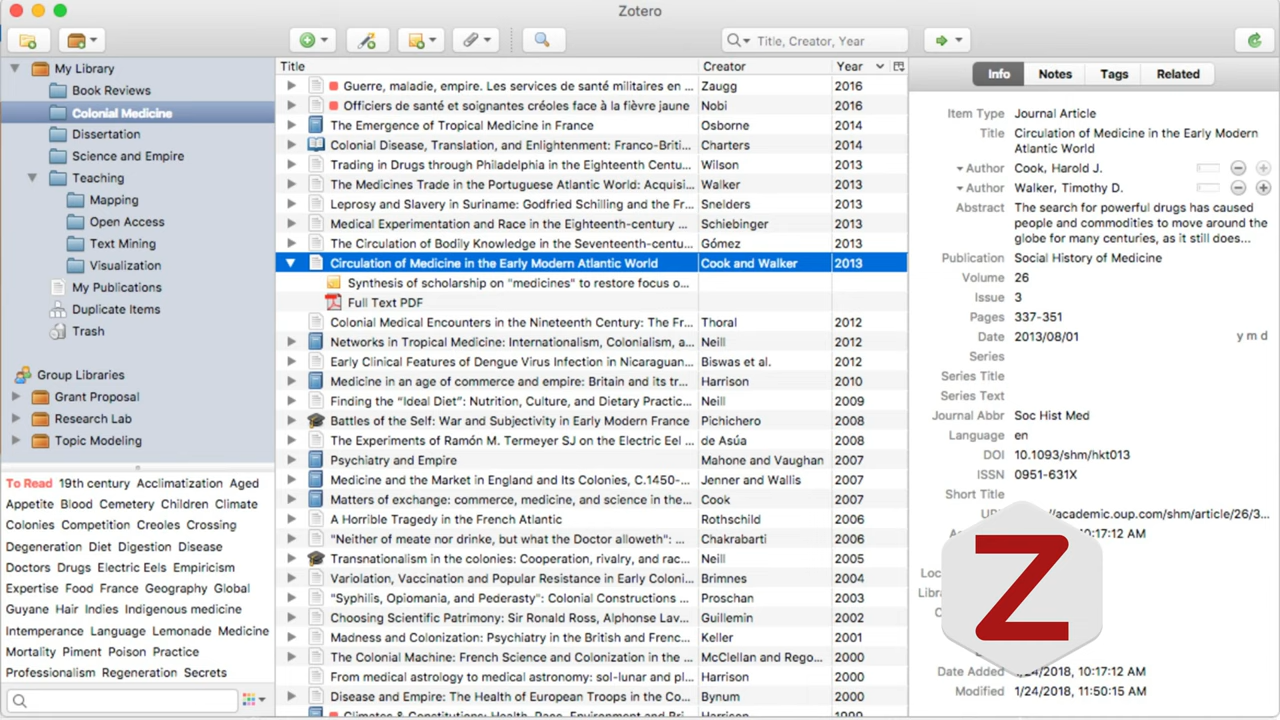 Zotero
Title, Creator, Year
My Library
Book Reviews
Colonial Medicine
Dissertation
Science and Empire
Teaching
Mapping
Open Access
Text Mining
Visualization
My Publications
Duplicate Items
Trash
Group Libraries
Grant Proposal
Research Lab
Topic Modeling
To Read 19th century Acclimatization Aged
Appetite Blood Cemetery Children Climate
Colonies Competition Creoles Crossing
Degeneration Diet Digestion Disease
Doctors Drugs Electric Eels Empiricism
Expertise Food France Geography Global
Guyane Hair Indies Indigenous medicine
Intemperance Language Lemonade Medicine
Mortality Piment Poison Practice
Professionalism Regeneration Secrets
Title Creator Year
Guerre, maladie, empire. Les services de santé militaires en ... Zaugg 2016
Officiers de santé et soignantes créoles face à la fièvre jaune Nobi 2016
The Emergence of Tropical Medicine in France Osborne 2014
Colonial Disease, Translation, and Enlightenment: Franco-Briti... Charters 2014
Trading in Drugs through Philadelphia in the Eighteenth Centu... Wilson 2013
The Medicines Trade in the Portuguese Atlantic World: Acquisi... Walker 2013
Leprosy and Slavery in Suriname: Godfried Schilling and the Fr... Snelders 2013
Medical Experimentation and Race in the Eighteenth-century ... Schiebinger 2013
The Circulation of Bodily Knowledge in the Seventeenth-centu... Gómez 2013
Circulation of Medicine in the Early Modern Atlantic World Cook and Walker 2013
Synthesis of scholarship on "medicines" to restore focus o...
Full Text PDF
Colonial Medical Encounters in the Nineteenth Century: The Fr... Thoral 2012
Networks in Tropical Medicine: Internationalism, Colonialism, a... Neill 2012
Early Clinical Features of Dengue Virus Infection in Nicaraguan... Biswas et al. 2012
Medicine in an age of commerce and empire: Britain and its tr... Harrison 2010
Finding the “Ideal Diet”: Nutrition, Culture, and Dietary Practic... Neill 2009
Battles of the Self: War and Subjectivity in Early Modern France Pichichero 2008
The Experiments of Ramón M. Termeyer SJ on the Electric Eel ... de Asúa 2008
Psychiatry and Empire Mahone and Vaughan 2007
Medicine and the Market in England and Its Colonies, C.1450-... Jenner and Wallis 2007
Matters of exchange: commerce, medicine, and science in the... Cook 2007
A Horrible Tragedy in the French Atlantic Rothschild 2006
"Neither of meate nor drinke, but what the Doctor alloweth": ... Chakrabarti 2006
Transnationalism in the colonies: Cooperation, rivalry, and rac... Neill 2005
Variolation, Vaccination and Popular Resistance in Early Coloni... Brimnes 2004
"Syphilis, Opiomania, and Pederasty": Colonial Constructions ... Proschan 2003
Choosing Scientific Patrimony: Sir Ronald Ross, Alphonse Lav... Guillemin 2002
Madness and Colonization: Psychiatry in the British and Frenc... Keller 2001
The Colonial Machine: French Science and Colonization in the... McClellan and Rego... 2000
From medical astrology to medical astronomy: sol-lunar and pl... Harrison 2000
Disease and Empire: The Health of European Troops in the Co... Bynum 2000
Climates & Constitutions: Health, Race, Environment and Brit... Harrison 1999
Info Notes Tags Related
Item Type Journal Article
Title Circulation of Medicine in the Early Modern
Atlantic World
Author Cook, Harold J.
Author Walker, Timothy D.
Abstract The search for powerful drugs has caused
people and commodities to move around the
globe for many centuries, as it still does...
Publication Social History of Medicine
Volume 26
Issue 3
Pages 337-351
Date 2013/08/01 y m d
Series
Series Title
Series Text
Journal Abbr Soc Hist Med
Language en
DOI 10.1093/shm/hkt013
ISSN 0951-631X
Short Title
//academic.oup.com/shm/article/26/3...
Z
Date Added 1/24/2018, 10:17:12 AM
Modified 1/24/2018, 11:50:15 AM